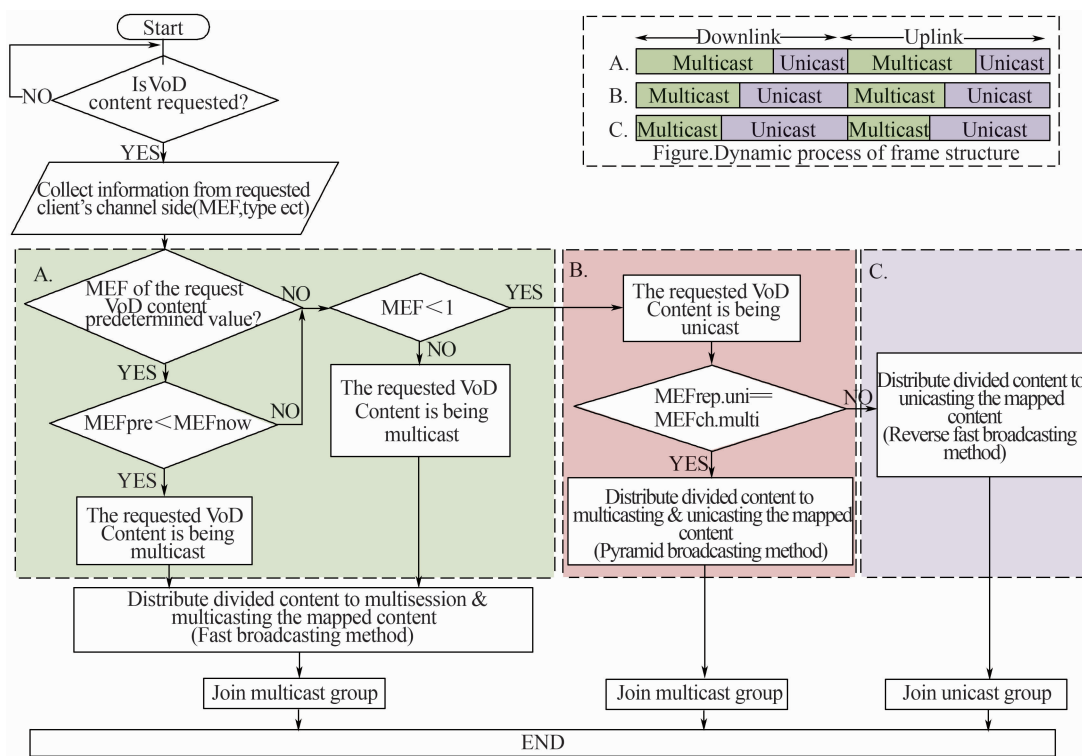 Start
Is VoD
content requested?
NO
YES
Collect information from requested
client's channel side(MEF,type ect)
Downlink
Uplink
A.
Multicast
Unicast
Multicast
Unicast
B.
Multicast
Unicast
Multicast
Unicast
C.
Multicast
Unicast
Multicast
Unicast
Figure.Dynamic process of frame structure
A.
MEF of the request
VoD content
predetermined value?
NO
YES
MEFpre<MEFnow
NO
YES
The requested VoD
Content is being
multicast
MEF<1
YES
NO
The requested VoD
Content is being
multicast
Distribute divided content to multisession &
multicasting the mapped content
(Fast broadcasting method)
Join multicast group
B.
The requested VoD
Content is being
unicast
MEFrep.uni==
MEFch.multi
NO
YES
Distribute divided content to
multicasting & unicasting the mapped
content
(Pyramid broadcasting method)
Join multicast group
C.
Distribute divided content to
unicasting the mapped
content
(Reverse fast broadcasting
method)
Join unicast group
END